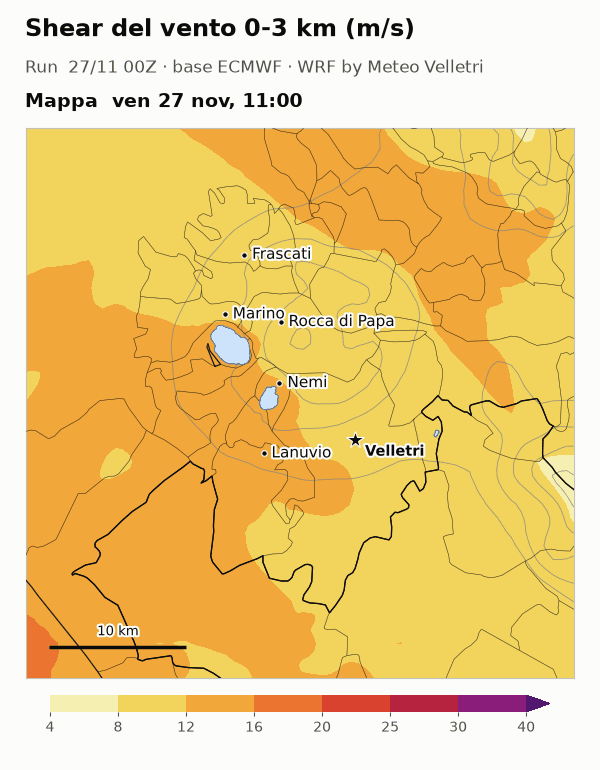 Shear del vento 0-3 km (m/s)
Run  27/11 00Z · base ECMWF · WRF by Meteo Velletri
Mappa  ven 27 nov, 11:00
Frascati
Marino
Rocca di Papa
Nemi
Velletri
Lanuvio
10 km
4 8 12 16 20 25 30 40